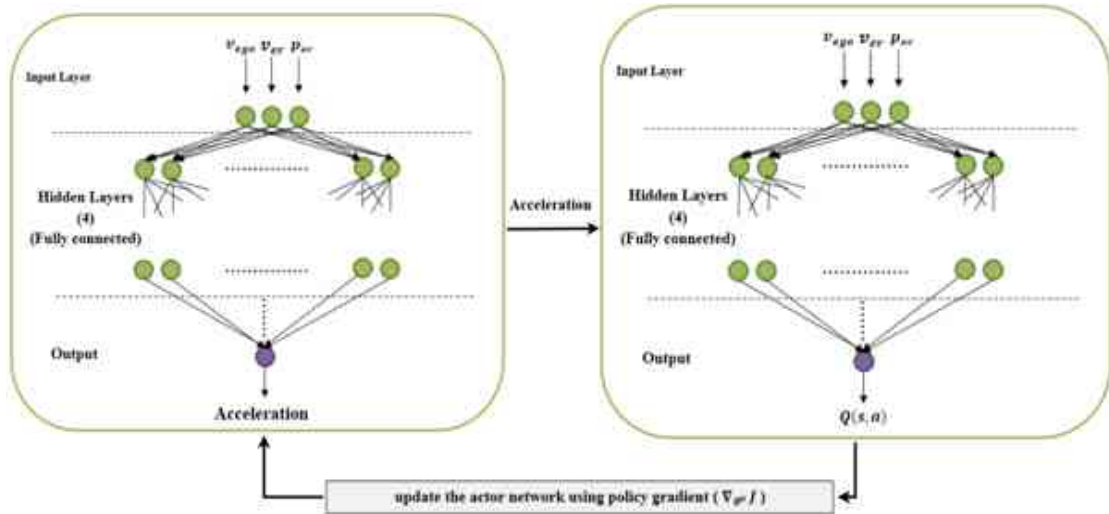 v_ego v_ev p_ev
Input Layer
Hidden Layers
(4)
(Fully connected)
Output
Acceleration
Acceleration
v_ego v_ev p_ev
Input Layer
Hidden Layers
(4)
(Fully connected)
Output
Q(s, a)
update the actor network using policy gradient ( ∇ J )